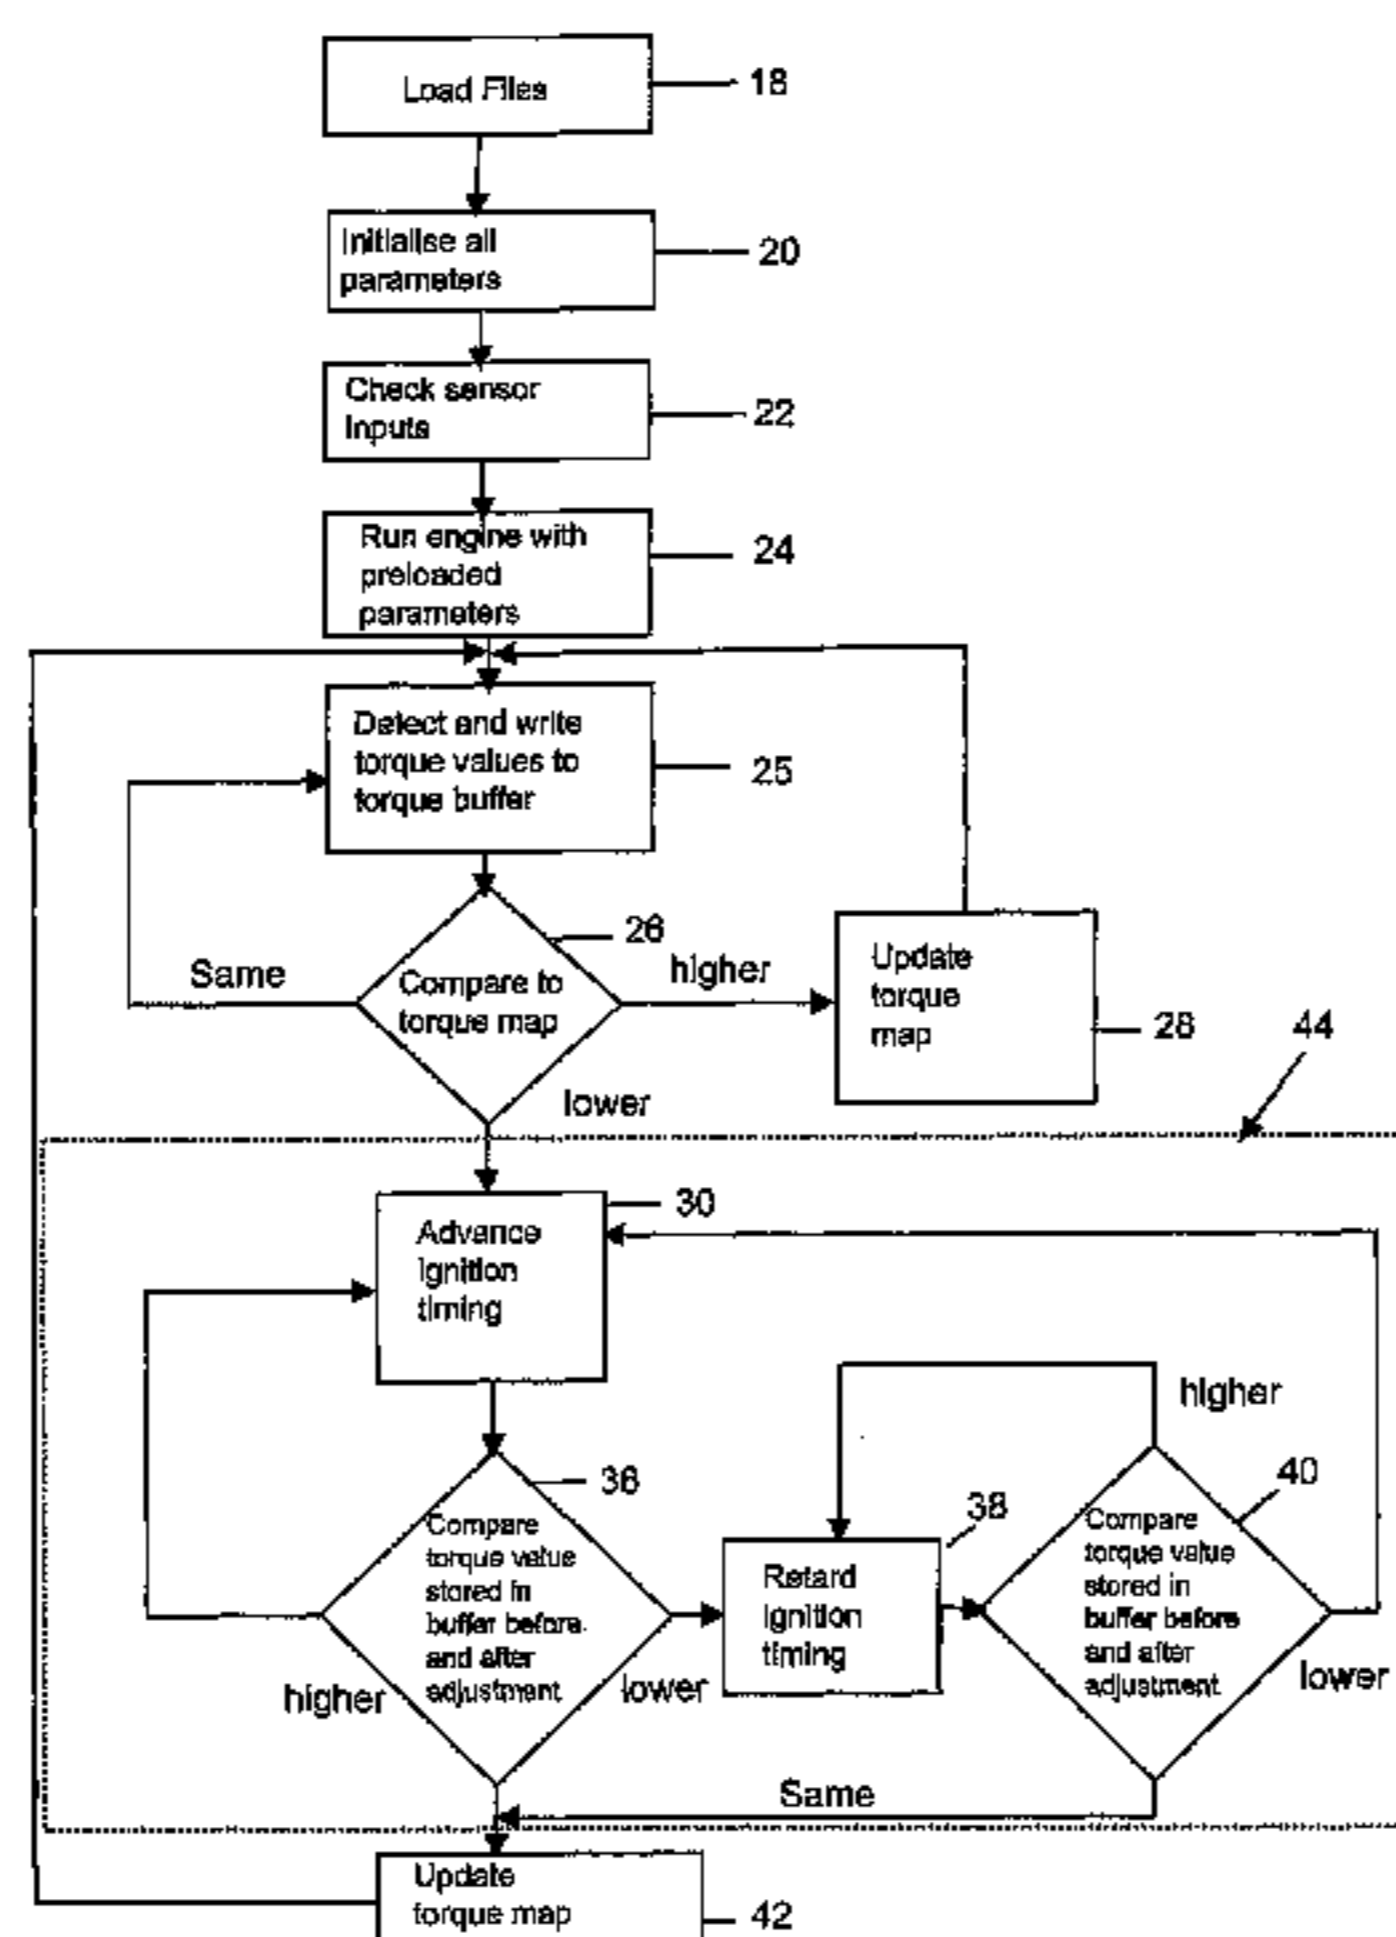 Load Files
18
Initialise all
parameters
20
Check sensor
inputs
22
Run engine with
preloaded
parameters
24
Detect and write
torque values to
torque buffer
25
26
Same
Compare to
torque map
higher
Update
torque
map
28
44
lower
30
Advance
ignition
timing
higher
36
40
38
Compare
torque value
stored in
buffer before
and after
adjustment
Retard
ignition
timing
Compare
torque value
stored in
buffer before
and after
adjustment
higher
lower
lower
Same
Update
torque map
42